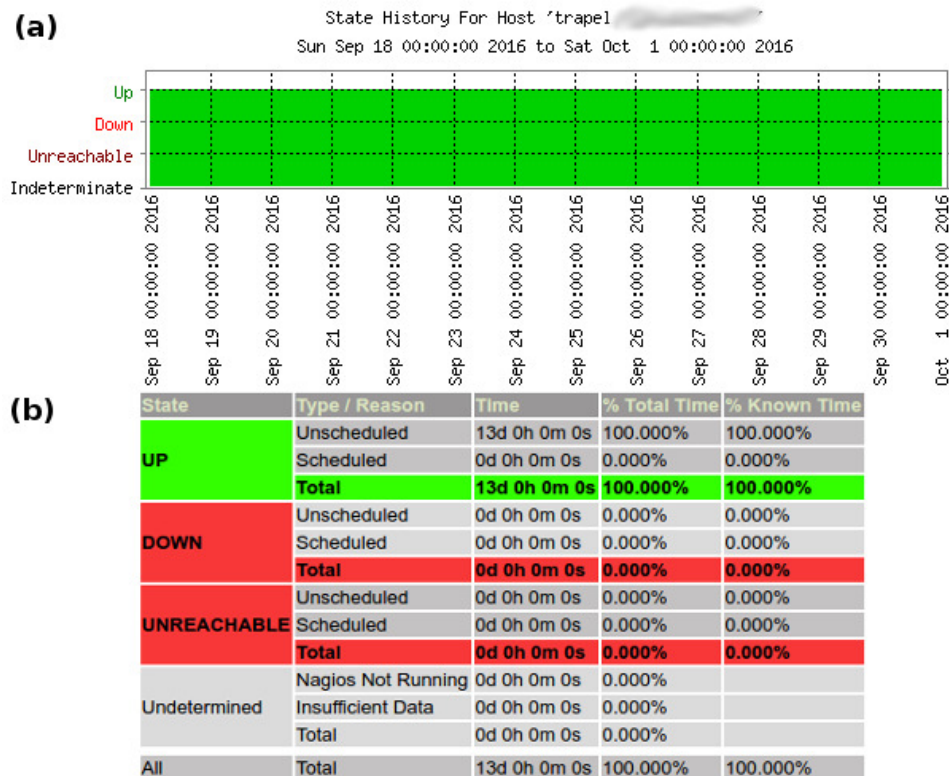 (a)
State History For Host 'trapel
Sun Sep 18 00:00:00 2016 to Sat Oct  1 00:00:00 2016
Up
Down
Unreachable
Indeterminate
Sep 18 00:00:00 2016
Sep 19 00:00:00 2016
Sep 20 00:00:00 2016
Sep 21 00:00:00 2016
Sep 22 00:00:00 2016
Sep 23 00:00:00 2016
Sep 24 00:00:00 2016
Sep 25 00:00:00 2016
Sep 26 00:00:00 2016
Sep 27 00:00:00 2016
Sep 28 00:00:00 2016
Sep 29 00:00:00 2016
Sep 30 00:00:00 2016
Oct  1 00:00:00 2016
(b)
State Type / Reason Time % Total Time % Known Time
UP
Unscheduled 13d 0h 0m 0s 100.000% 100.000%
Scheduled 0d 0h 0m 0s 0.000% 0.000%
Total 13d 0h 0m 0s 100.000% 100.000%
DOWN
Unscheduled 0d 0h 0m 0s 0.000% 0.000%
Scheduled 0d 0h 0m 0s 0.000% 0.000%
Total 0d 0h 0m 0s 0.000% 0.000%
UNREACHABLE
Unscheduled 0d 0h 0m 0s 0.000% 0.000%
Scheduled 0d 0h 0m 0s 0.000% 0.000%
Total 0d 0h 0m 0s 0.000% 0.000%
Undetermined
Nagios Not Running 0d 0h 0m 0s 0.000%
Insufficient Data 0d 0h 0m 0s 0.000%
Total 0d 0h 0m 0s 0.000%
All Total 13d 0h 0m 0s 100.000% 100.000%